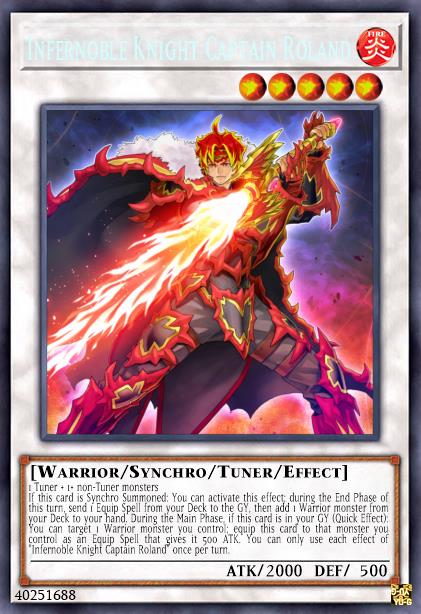 Infernoble Knight Captain Roland
FIRE
炎
[Warrior/Synchro/Tuner/Effect]
1 Tuner + 1+ non-Tuner monsters
If this card is Synchro Summoned: You can activate this effect; during the End Phase of
this turn, send 1 Equip Spell from your Deck to the GY, then add 1 Warrior monster from
your Deck to your hand. During the Main Phase, if this card is in your GY (Quick Effect):
You can target 1 Warrior monster you control; equip this card to that monster you
control as an Equip Spell that gives it 500 ATK. You can only use each effect of
"Infernoble Knight Captain Roland" once per turn.
ATK/2000 DEF/ 500
40251688